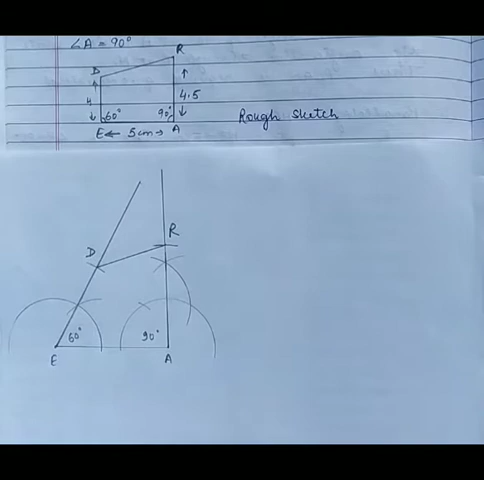 ∠A = 90°
R
D
4
4.5
60°
90°
E ← 5cm → A
Rough sketch
R
D
60°
90°
E
A